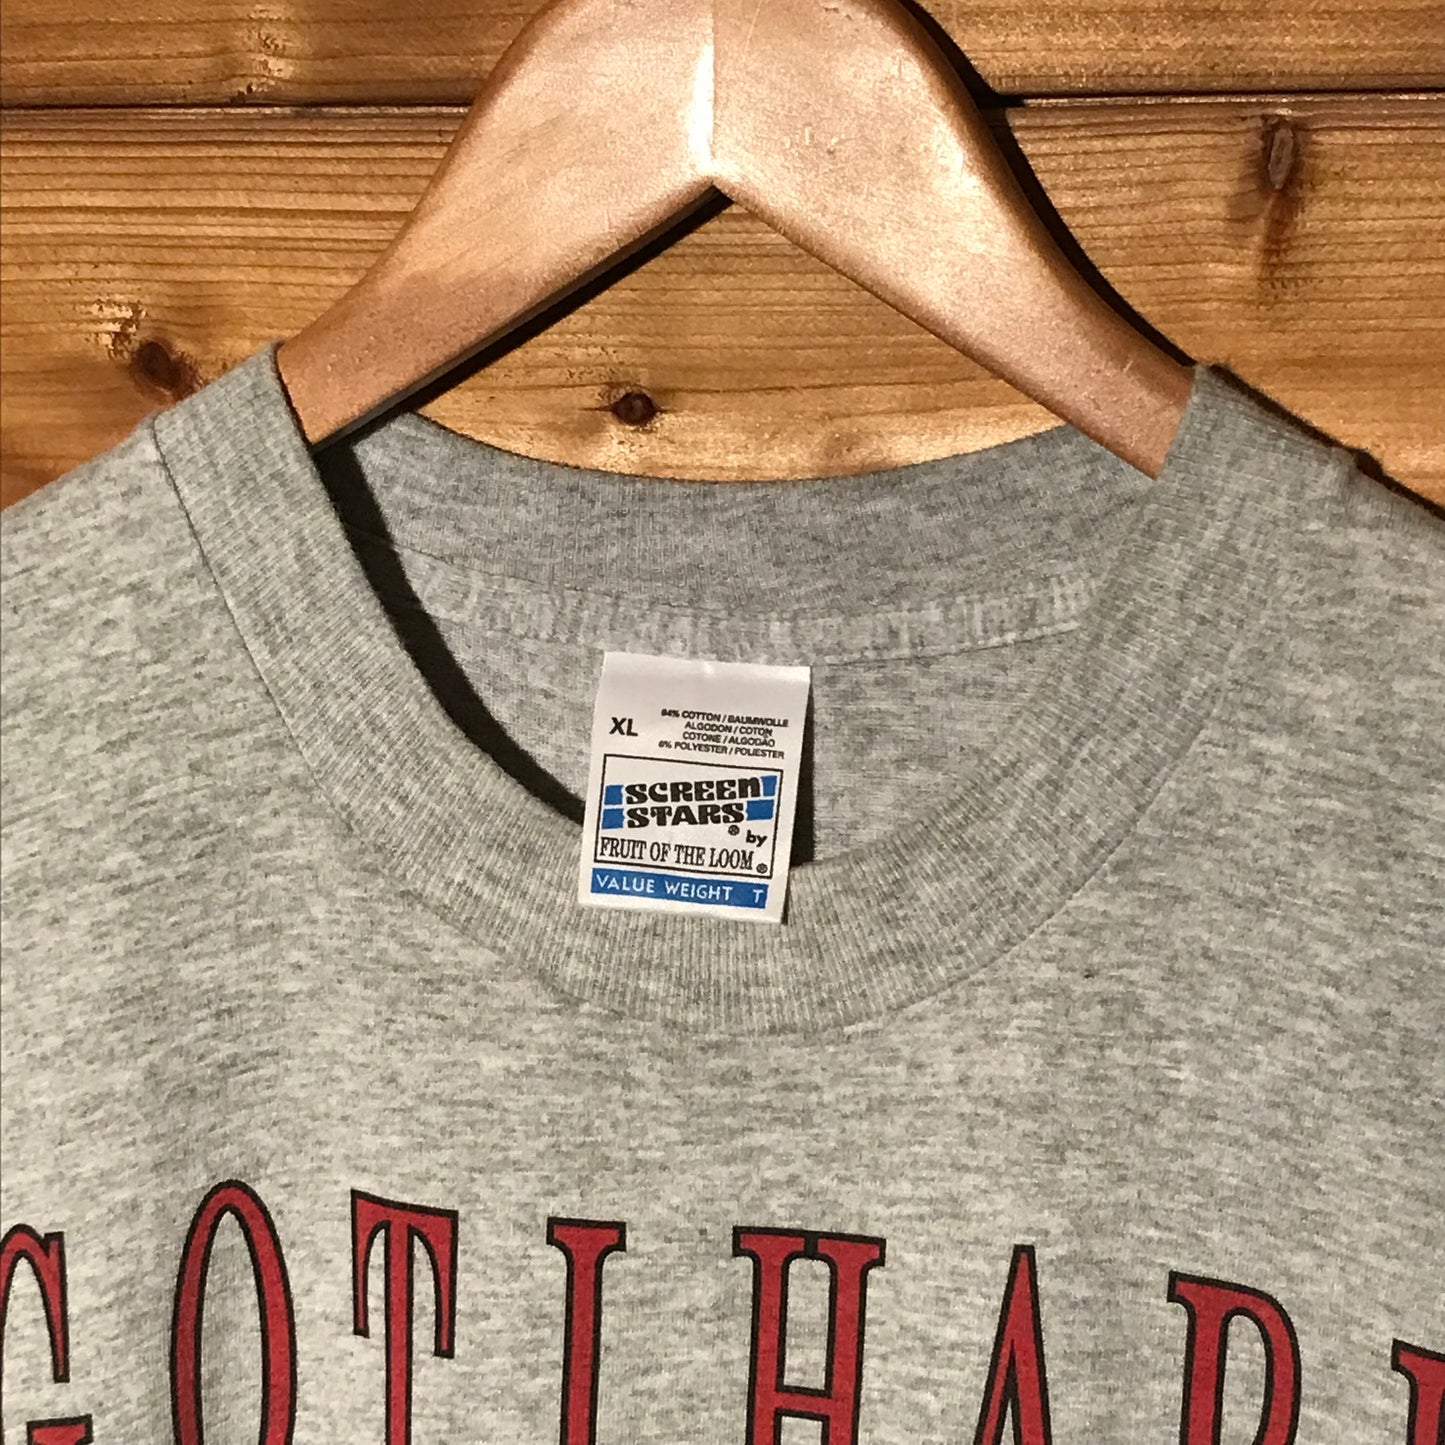 XL
94% COTTON / BAUMWOLLE
ALGODON / COTON
COTONE / ALGODÃO
6% POLYESTER / POLIESTER
SCREEN
STARS® by
FRUIT OF THE LOOM®
VALUE WEIGHT T
GOTTHAR